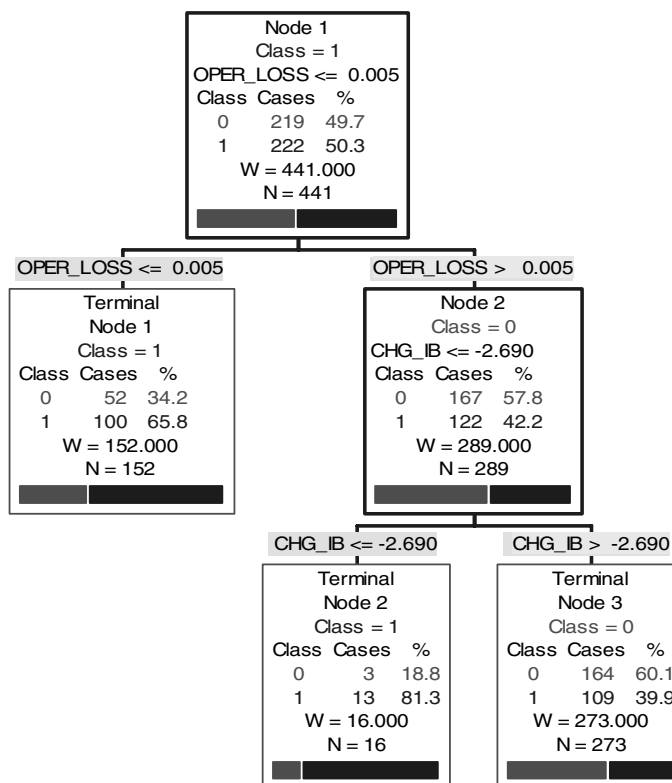 Node 1
Class = 1
OPER_LOSS <= 0.005
Class Cases %
0 219 49.7
1 222 50.3
W = 441.000
N = 441
OPER_LOSS <= 0.005
OPER_LOSS > 0.005
Terminal
Node 1
Class = 1
Class Cases %
0 52 34.2
1 100 65.8
W = 152.000
N = 152
Node 2
Class = 0
CHG_IB <= -2.690
Class Cases %
0 167 57.8
1 122 42.2
W = 289.000
N = 289
CHG_IB <= -2.690
CHG_IB > -2.690
Terminal
Node 2
Class = 1
Class Cases %
0 3 18.8
1 13 81.3
W = 16.000
N = 16
Terminal
Node 3
Class = 0
Class Cases %
0 164 60.1
1 109 39.9
W = 273.000
N = 273